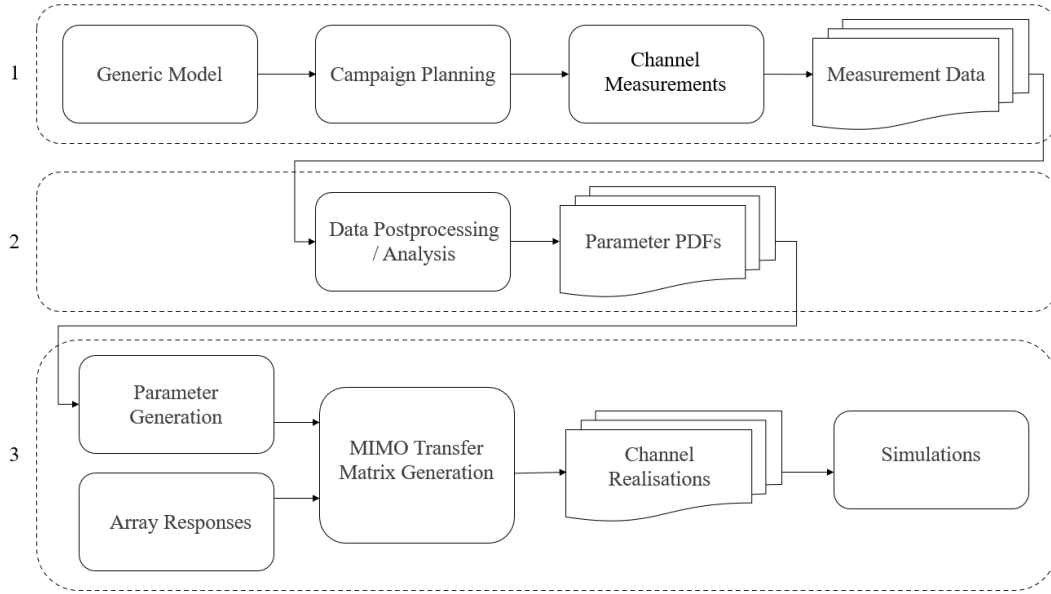 1
Generic Model
Campaign Planning
Channel
Measurements
Measurement Data
2
Data Postprocessing
/ Analysis
Parameter PDFs
3
Parameter
Generation
Array Responses
MIMO Transfer
Matrix Generation
Channel
Realisations
Simulations